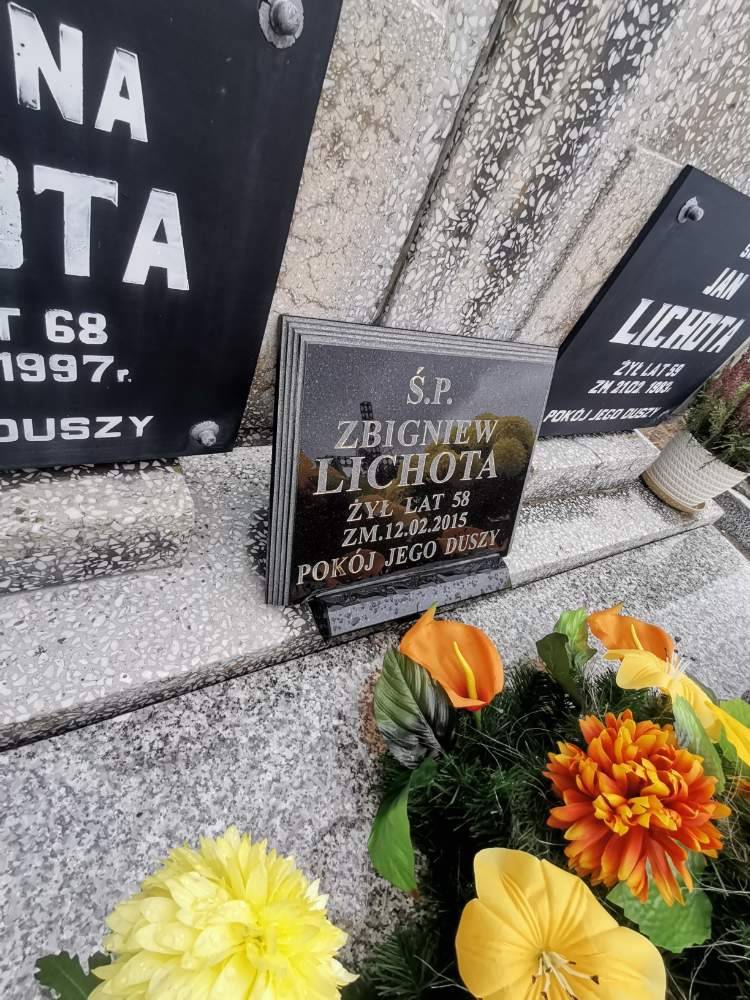 NA
OTA
T 68
1997r.
DUSZY
Ś.P.
ZBIGNIEW
LICHOTA
ŻYŁ LAT 58
ZM.12.02.2015
POKÓJ JEGO DUSZY
JAN
LICHOTA
ŻYŁ LAT 59
POKÓJ JEGO DUSZY